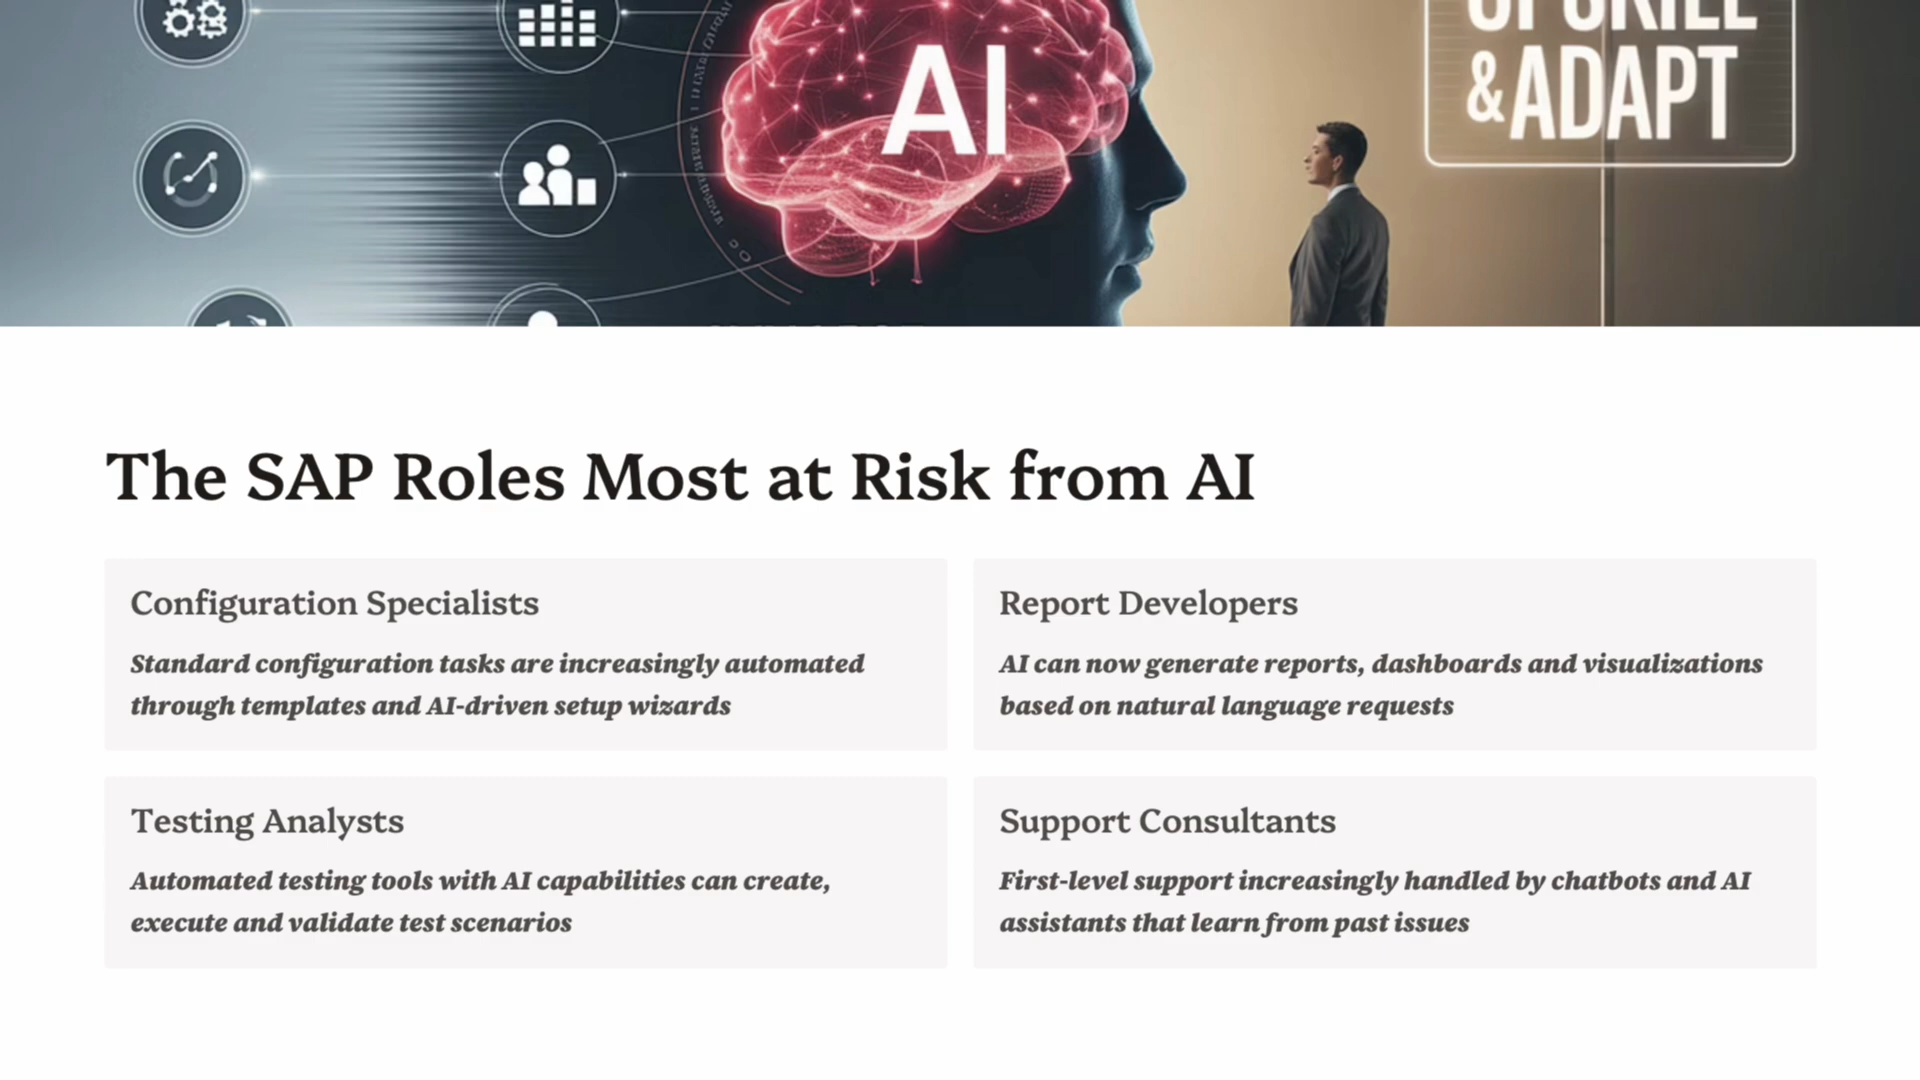 AI
& ADAPT
The SAP Roles Most at Risk from AI
Configuration Specialists
Standard configuration tasks are increasingly automated
through templates and AI-driven setup wizards
Report Developers
AI can now generate reports, dashboards and visualizations
based on natural language requests
Testing Analysts
Automated testing tools with AI capabilities can create,
execute and validate test scenarios
Support Consultants
First-level support increasingly handled by chatbots and AI
assistants that learn from past issues